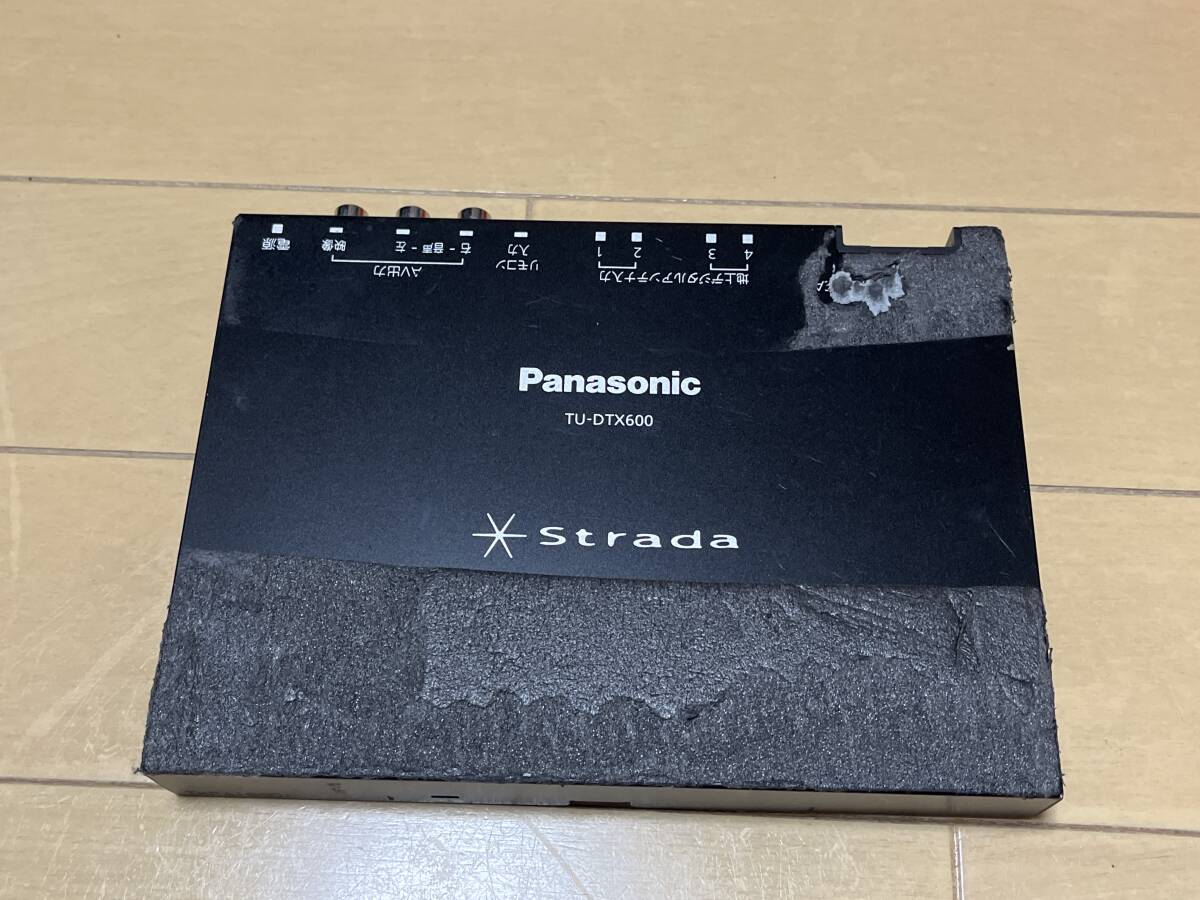 電源
映像
右-音声-左
AV出力
リモコン
入力
1
2
3
4
地上デジタルアンテナ入力
Panasonic
TU-DTX600
Strada